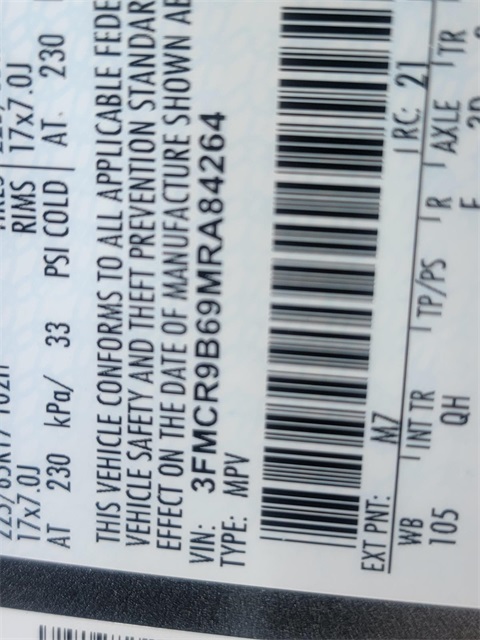 225/65R17 102H
17x7.0J RIMS 17x7.0J
AT 230 kPa/ 33 PSI COLD AT 230
THIS VEHICLE CONFORMS TO ALL APPLICABLE FEDE
VEHICLE SAFETY AND THEFT PREVENTION STANDAR
EFFECT ON THE DATE OF MANUFACTURE SHOWN AB
VIN: 3FMCR9B69MRA84264
TYPE: MPV
EXT PNT: MZ RC: 21
WB INT TR TP/PS R AXLE TR
105 QH